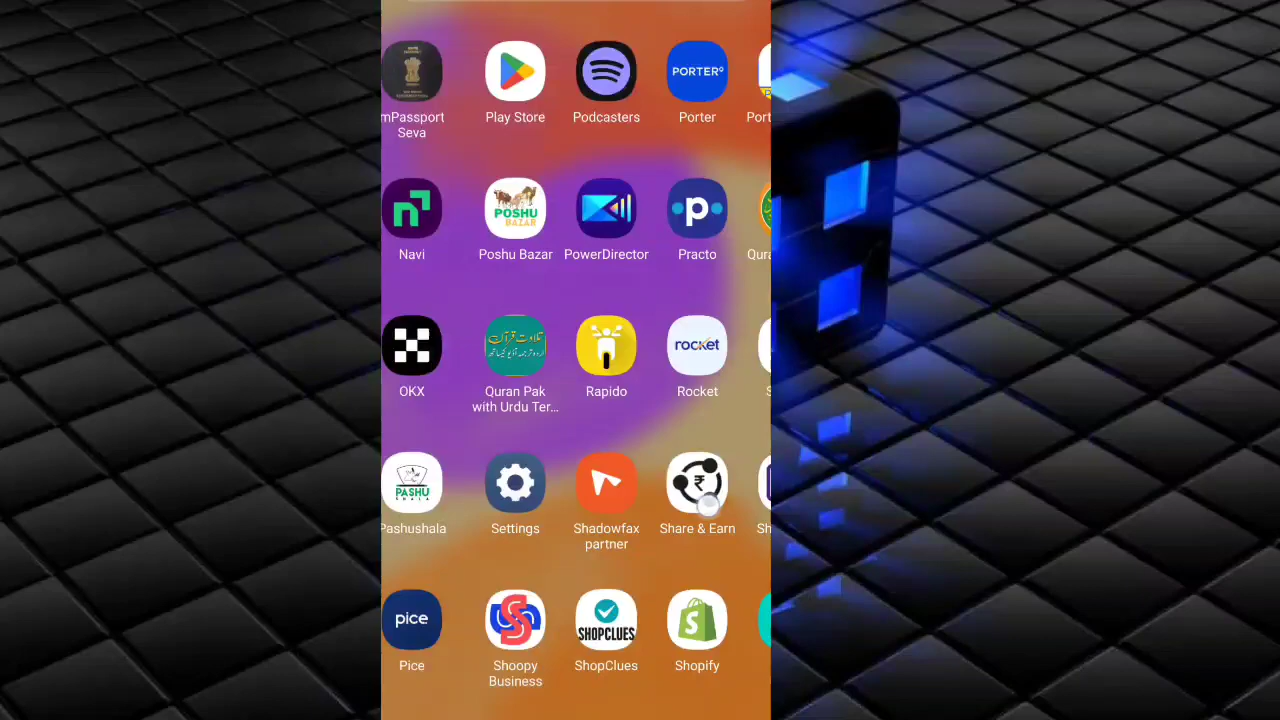 PORTER
mPassport
Seva
Play Store
Podcasters
Porter
Port
POSHU
BAZAR
Navi
Poshu Bazar
PowerDirector
Practo
Qura
rocket
OKX
Quran Pak
with Urdu Ter...
Rapido
Rocket
S
PASHU
SHALA
₹
Pashushala
Settings
Shadowfax
partner
Share & Earn
Sh
pice
SHOPCLUES
Pice
Shoopy
Business
ShopClues
Shopify